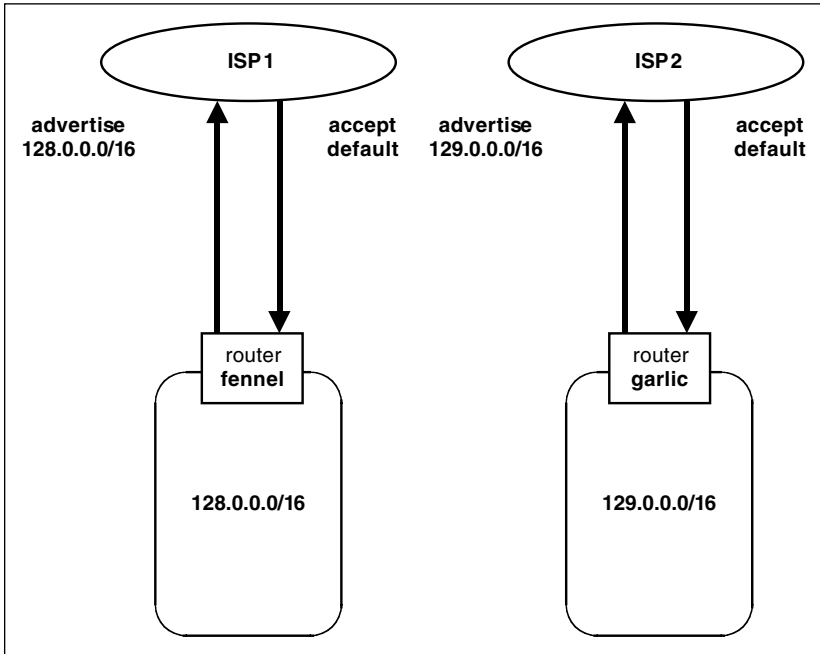 ISP1
advertise
128.0.0.0/16
accept
default
router
fennel
128.0.0.0/16
ISP2
advertise
129.0.0.0/16
accept
default
router
garlic
129.0.0.0/16